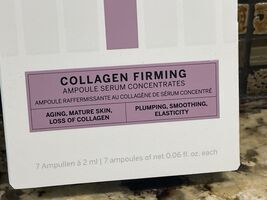 COLLAGEN FIRMING
AMPOULE SERUM CONCENTRATES
AMPOULE RAFFERMISSANTE AU COLLAGÈNE DE SÉRUM CONCENTRÉ
AGING, MATURE SKIN,
LOSS OF COLLAGEN
PLUMPING, SMOOTHING,
ELASTICITY
7 Ampullen à 2 ml | 7 ampoules of net 0.06 fl. oz. each